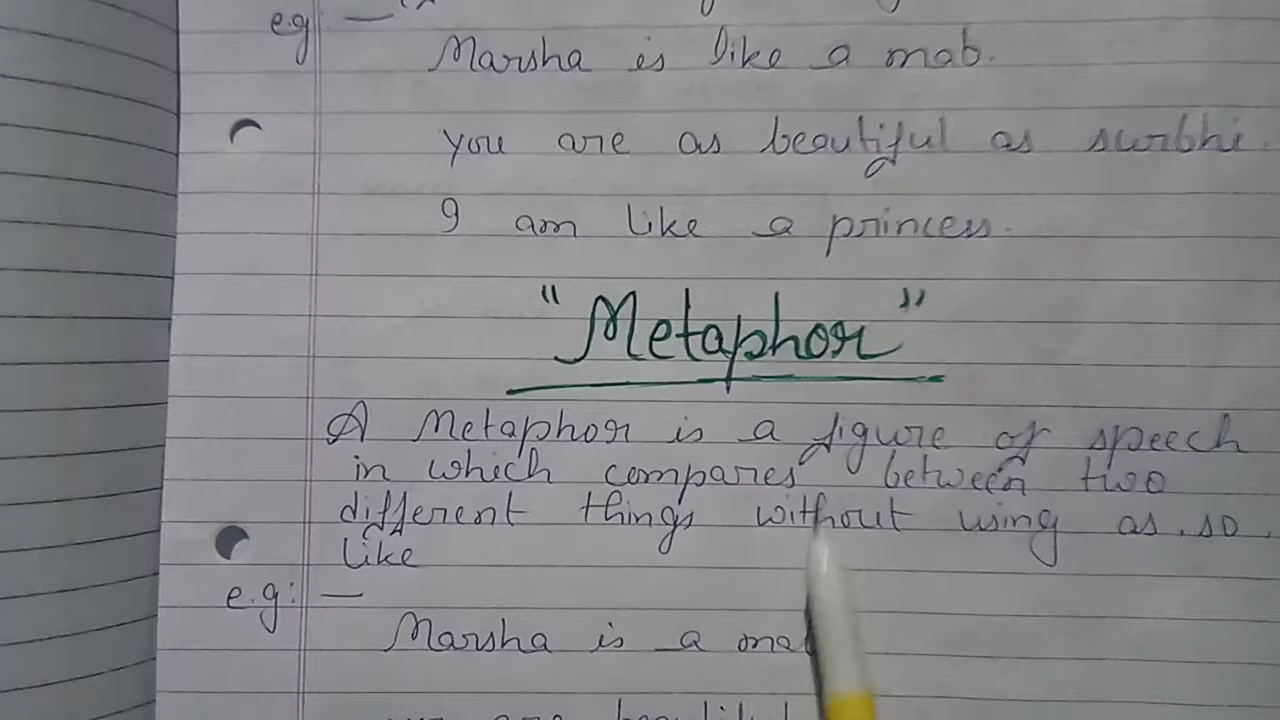 eg —
Marsha is like a mob.
you are as beautiful as surbhi.
I am like a princess.
"Metaphor"
A Metaphor is a figure of speech
in which compares between two
different things without using as, so,
like
e.g: —
Marsha is a